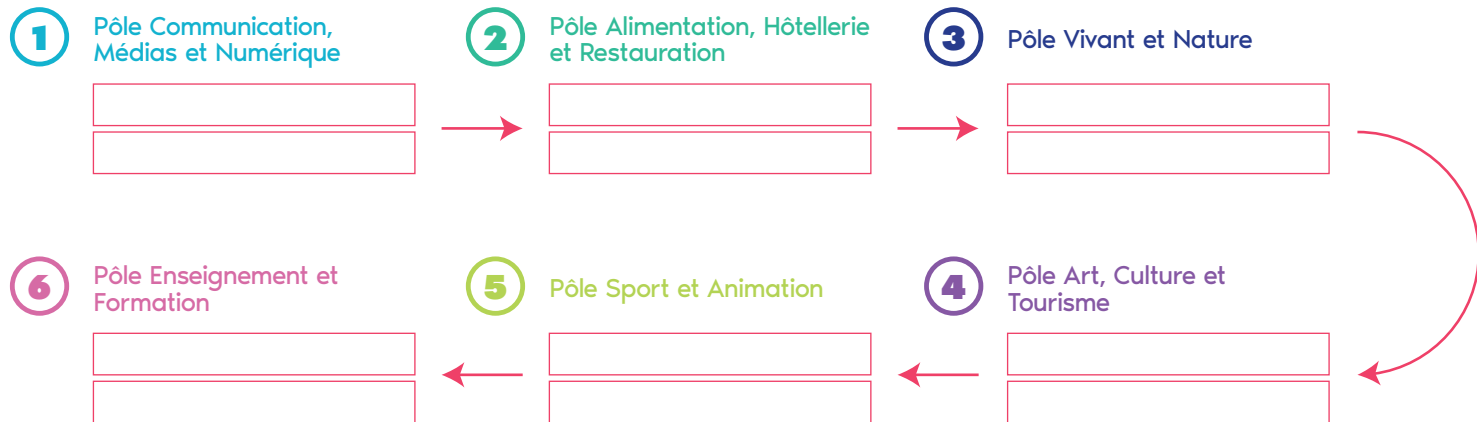 1
Pôle Communication,
Médias et Numérique
2
Pôle Alimentation, Hôtellerie
et Restauration
3
Pôle Vivant et Nature
4
Pôle Art, Culture et
Tourisme
5
Pôle Sport et Animation
6
Pôle Enseignement et
Formation